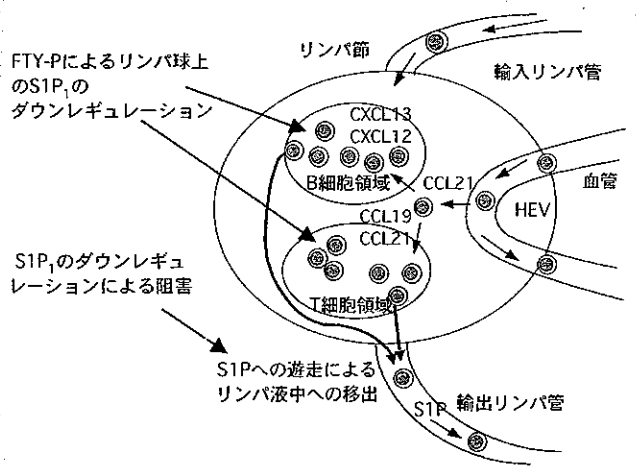 リンパ節
輸入リンパ管
FTY-Pによるリンパ球上
のS1P₁の
ダウンレギュレーション
CXCL13
CXCL12
B細胞領域
CCL21
血管
HEV
CCL19
CCL21
T細胞領域
S1P₁のダウンレギュ
レーションによる阻害
S1Pへの遊走による
リンパ液中への移出
S1P
輸出リンパ管